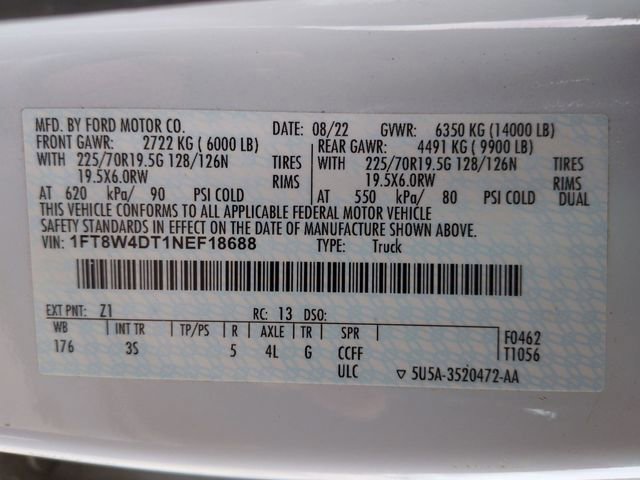 MFD. BY FORD MOTOR CO. DATE: 08/22 GVWR: 6350 KG (14000 LB)
FRONT GAWR: 2722 KG ( 6000 LB) REAR GAWR: 4491 KG ( 9900 LB)
WITH 225/70R19.5G 128/126N TIRES WITH 225/70R19.5G 128/126N TIRES
19.5X6.0RW RIMS 19.5X6.0RW RIMS
AT 620 kPa/ 90 PSI COLD AT 550 kPa/ 80 PSI COLD DUAL
THIS VEHICLE CONFORMS TO ALL APPLICABLE FEDERAL MOTOR VEHICLE
SAFETY STANDARDS IN EFFECT ON THE DATE OF MANUFACTURE SHOWN ABOVE.
VIN: 1FT8W4DT1NEF18688 TYPE: Truck
EXT PNT: Z1 RC: 13 DSO:
WB INT TR TP/PS R AXLE TR SPR F0462
176 3S 5 4L G CCFF T1056
ULC ▽ 5U5A-3520472-AA